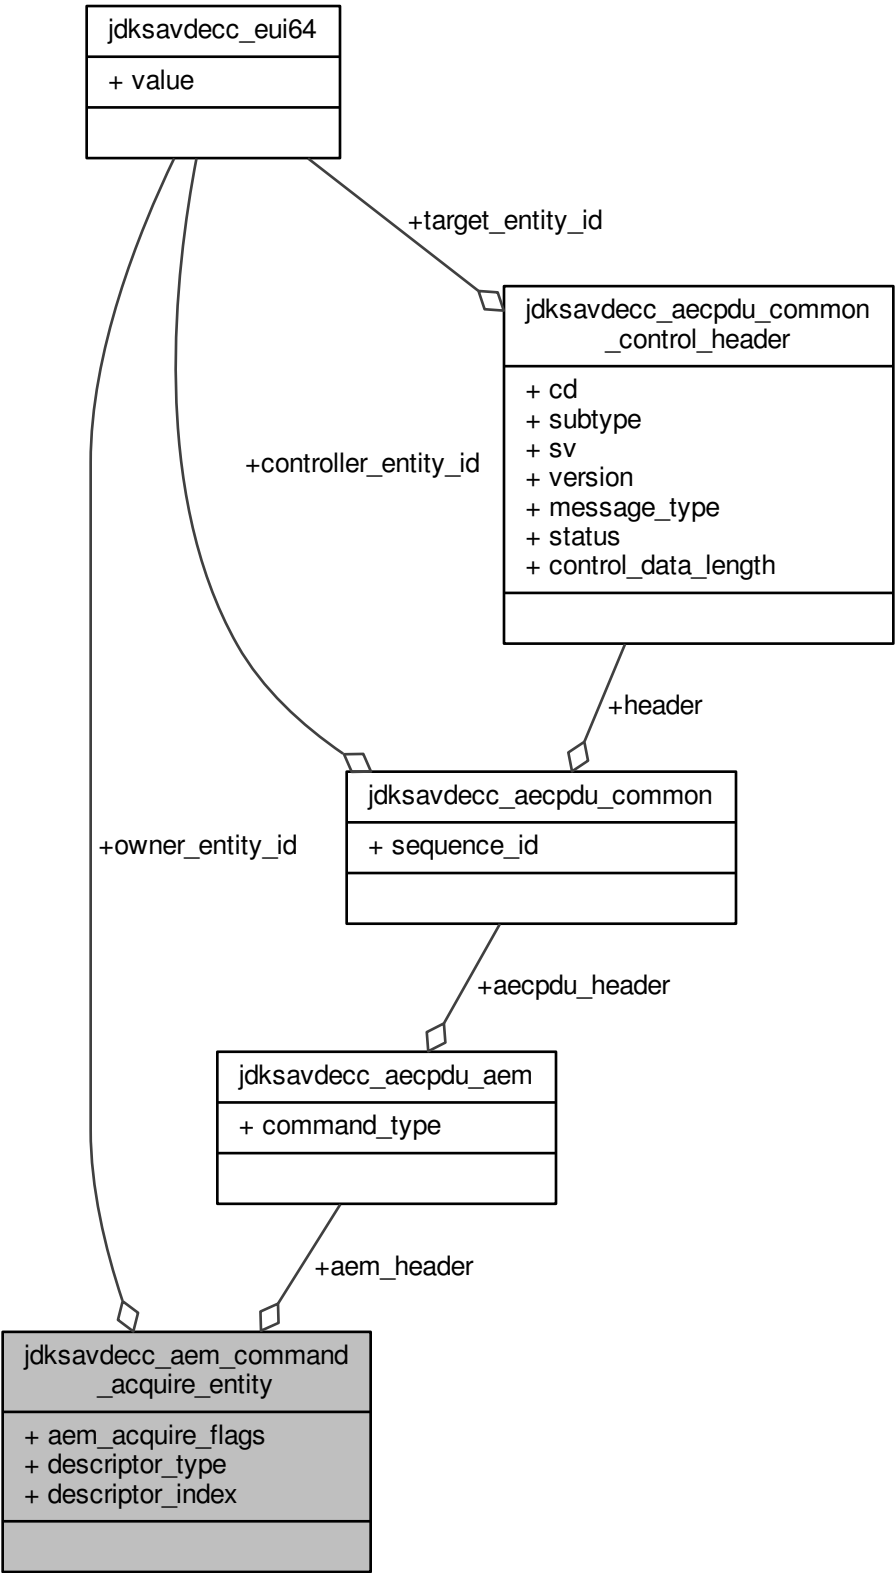 jdksavdecc_eui64
+ value
+target_entity_id
jdksavdecc_aecpdu_common
_control_header
+ cd
+ subtype
+ sv
+ version
+ message_type
+ status
+ control_data_length
+controller_entity_id
+header
jdksavdecc_aecpdu_common
+ sequence_id
+owner_entity_id
+aecpdu_header
jdksavdecc_aecpdu_aem
+ command_type
+aem_header
jdksavdecc_aem_command
_acquire_entity
+ aem_acquire_flags
+ descriptor_type
+ descriptor_index